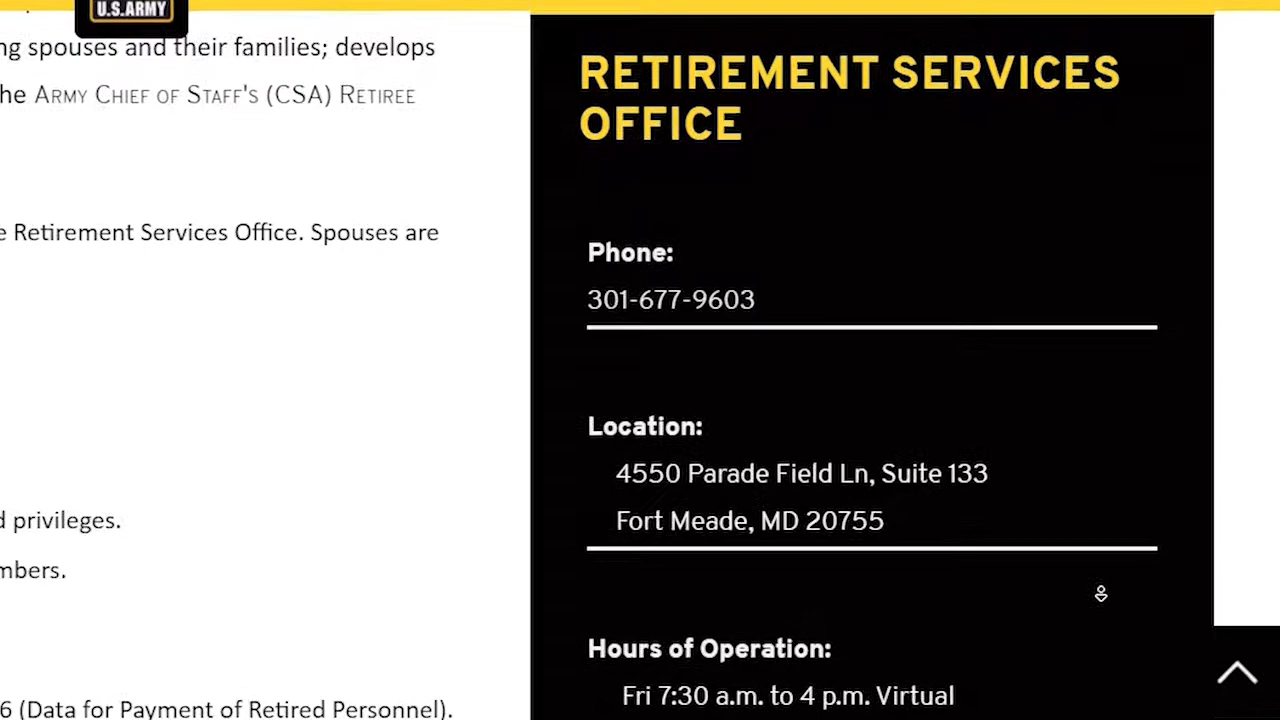 U.S.ARMY
ng spouses and their families; develops
he ARMY CHIEF OF STAFF'S (CSA) RETIREE
e Retirement Services Office. Spouses are
d privileges.
mbers.
6 (Data for Payment of Retired Personnel).
RETIREMENT SERVICES
OFFICE
Phone:
301-677-9603
Location:
4550 Parade Field Ln, Suite 133
Fort Meade, MD 20755
Hours of Operation:
Fri 7:30 a.m. to 4 p.m. Virtual